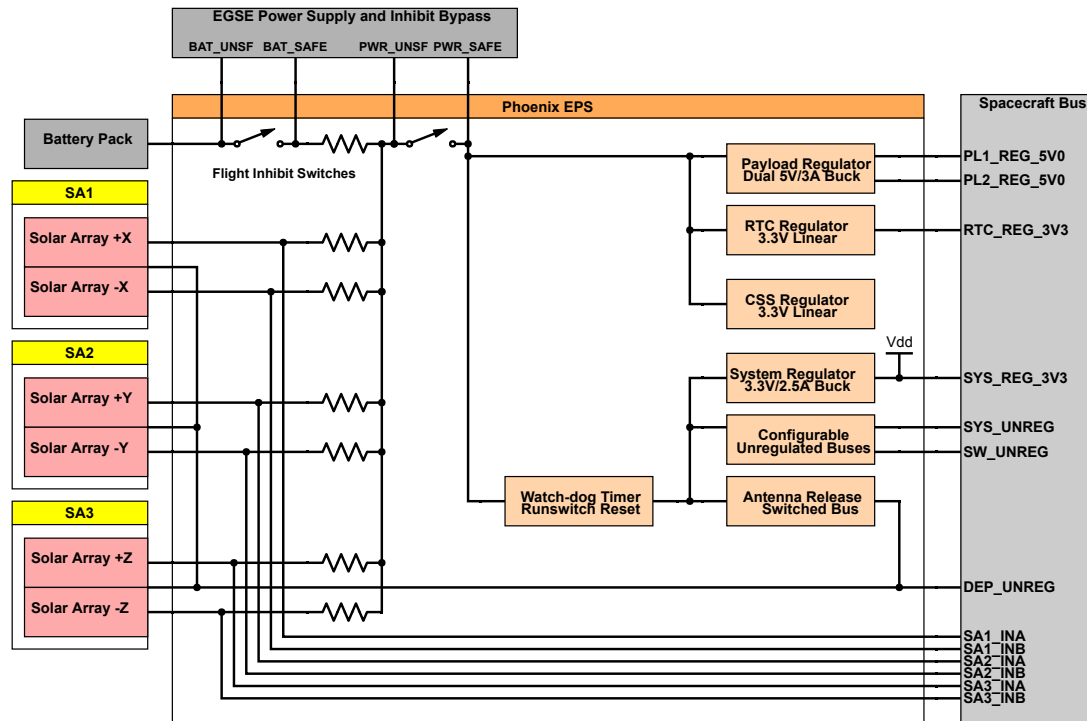 EGSE Power Supply and Inhibit Bypass
BAT_UNSF BAT_SAFE PWR_UNSF PWR_SAFE
Phoenix EPS
Spacecraft Bus
Battery Pack
Flight Inhibit Switches
SA1
Solar Array +X
Solar Array -X
SA2
Solar Array +Y
Solar Array -Y
SA3
Solar Array +Z
Solar Array -Z
Payload Regulator
Dual 5V/3A Buck
RTC Regulator
3.3V Linear
CSS Regulator
3.3V Linear
Vdd
System Regulator
3.3V/2.5A Buck
Configurable
Unregulated Buses
Watch-dog Timer
Runswitch Reset
Antenna Release
Switched Bus
PL1_REG_5V0
PL2_REG_5V0
RTC_REG_3V3
SYS_REG_3V3
SYS_UNREG
SW_UNREG
DEP_UNREG
SA1_INA
SA1_INB
SA2_INA
SA2_INB
SA3_INA
SA3_INB